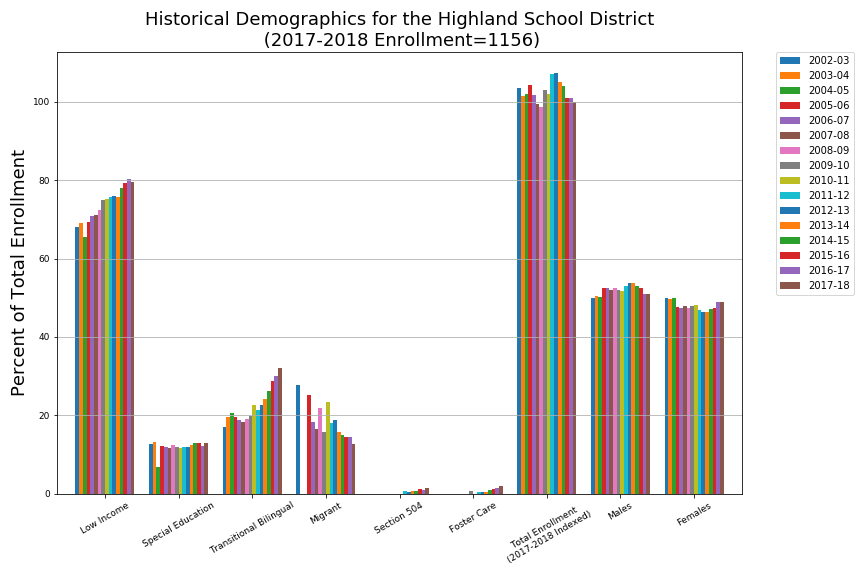 Historical Demographics for the Highland School District
(2017-2018 Enrollment=1156)
Percent of Total Enrollment
100
80
60
40
20
0
Low Income
Special Education
Transitional Bilingual
Migrant
Section 504
Foster Care
Total Enrollment
(2017-2018 Indexed)
Males
Females
2002-03
2003-04
2004-05
2005-06
2006-07
2007-08
2008-09
2009-10
2010-11
2011-12
2012-13
2013-14
2014-15
2015-16
2016-17
2017-18